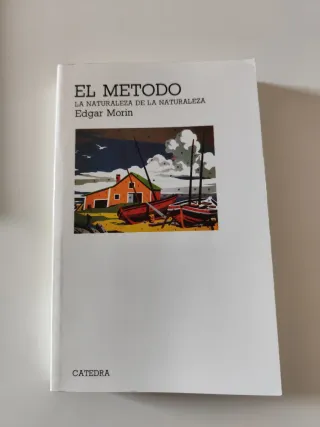 EL METODO
LA NATURALEZA DE LA NATURALEZA
Edgar Morin
CATEDRA